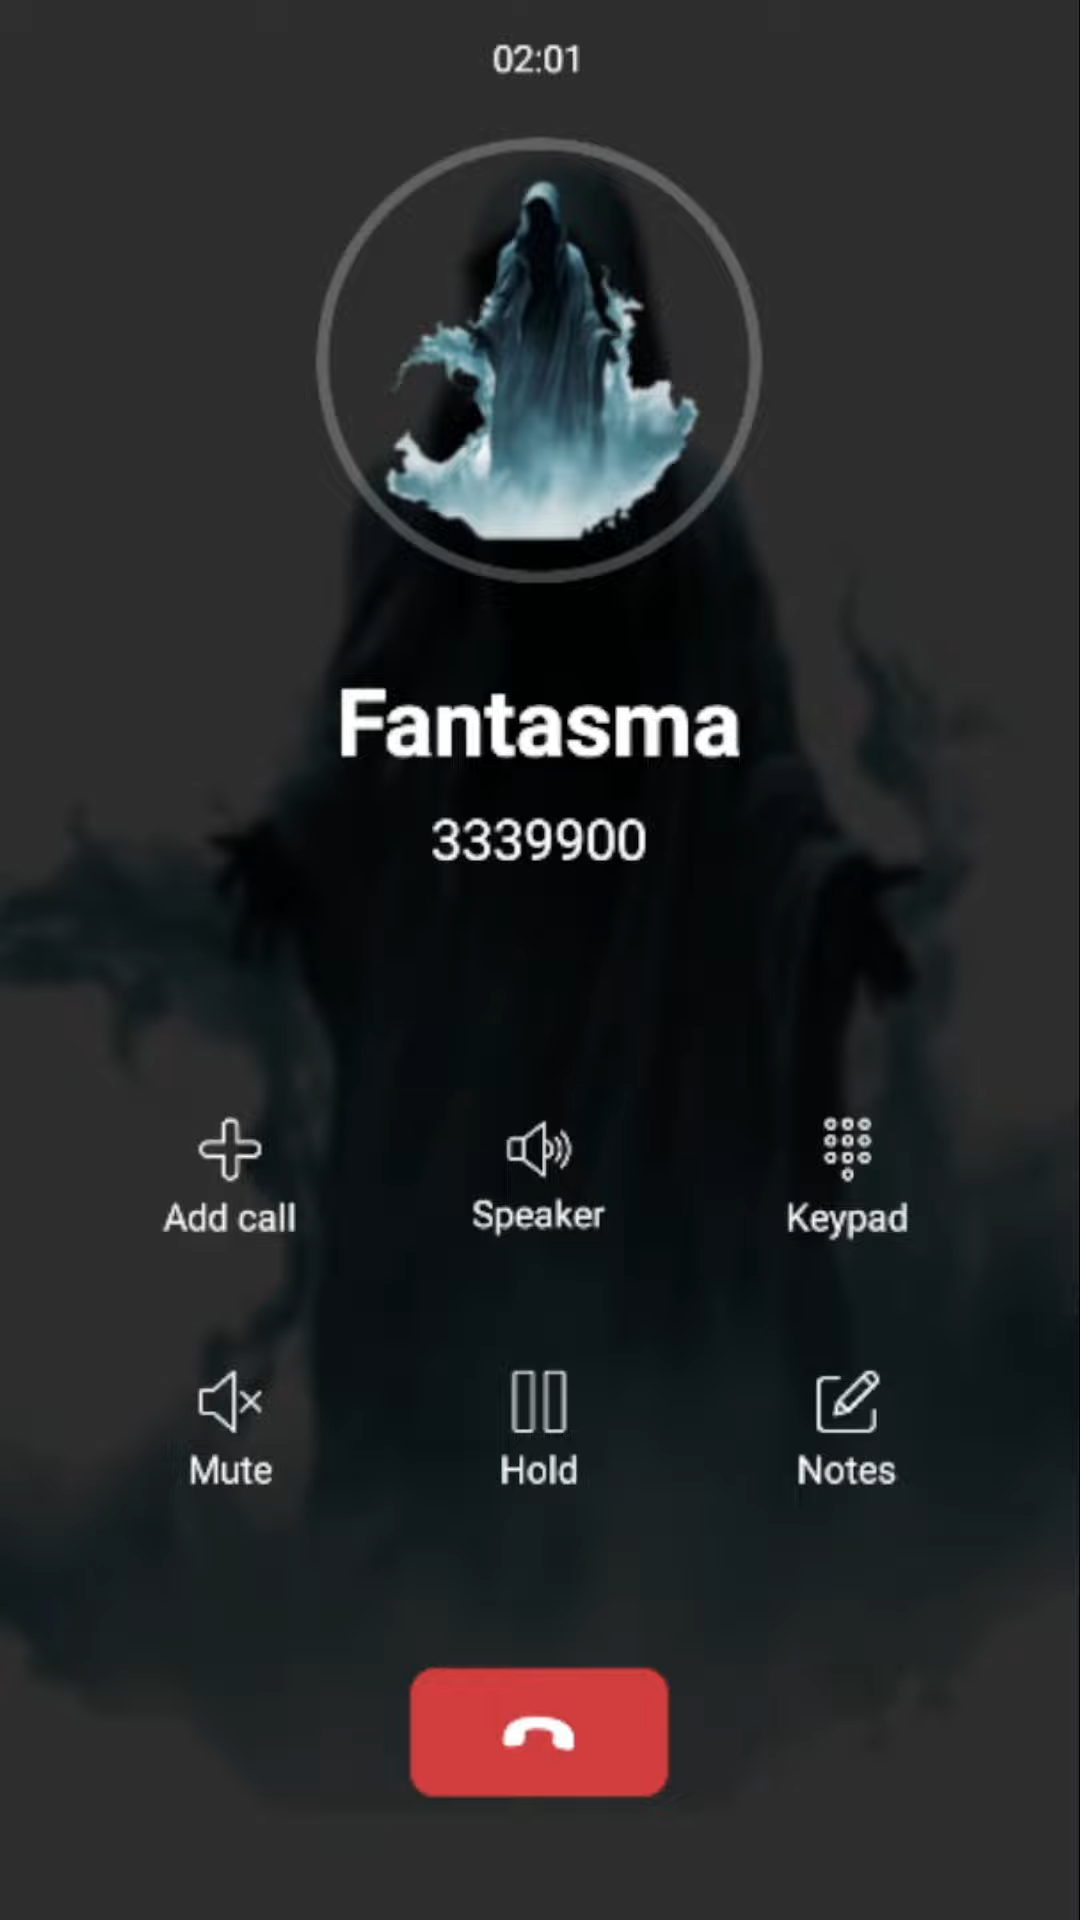 02:01
Fantasma
3339900
Add call
Speaker
Keypad
Mute
Hold
Notes